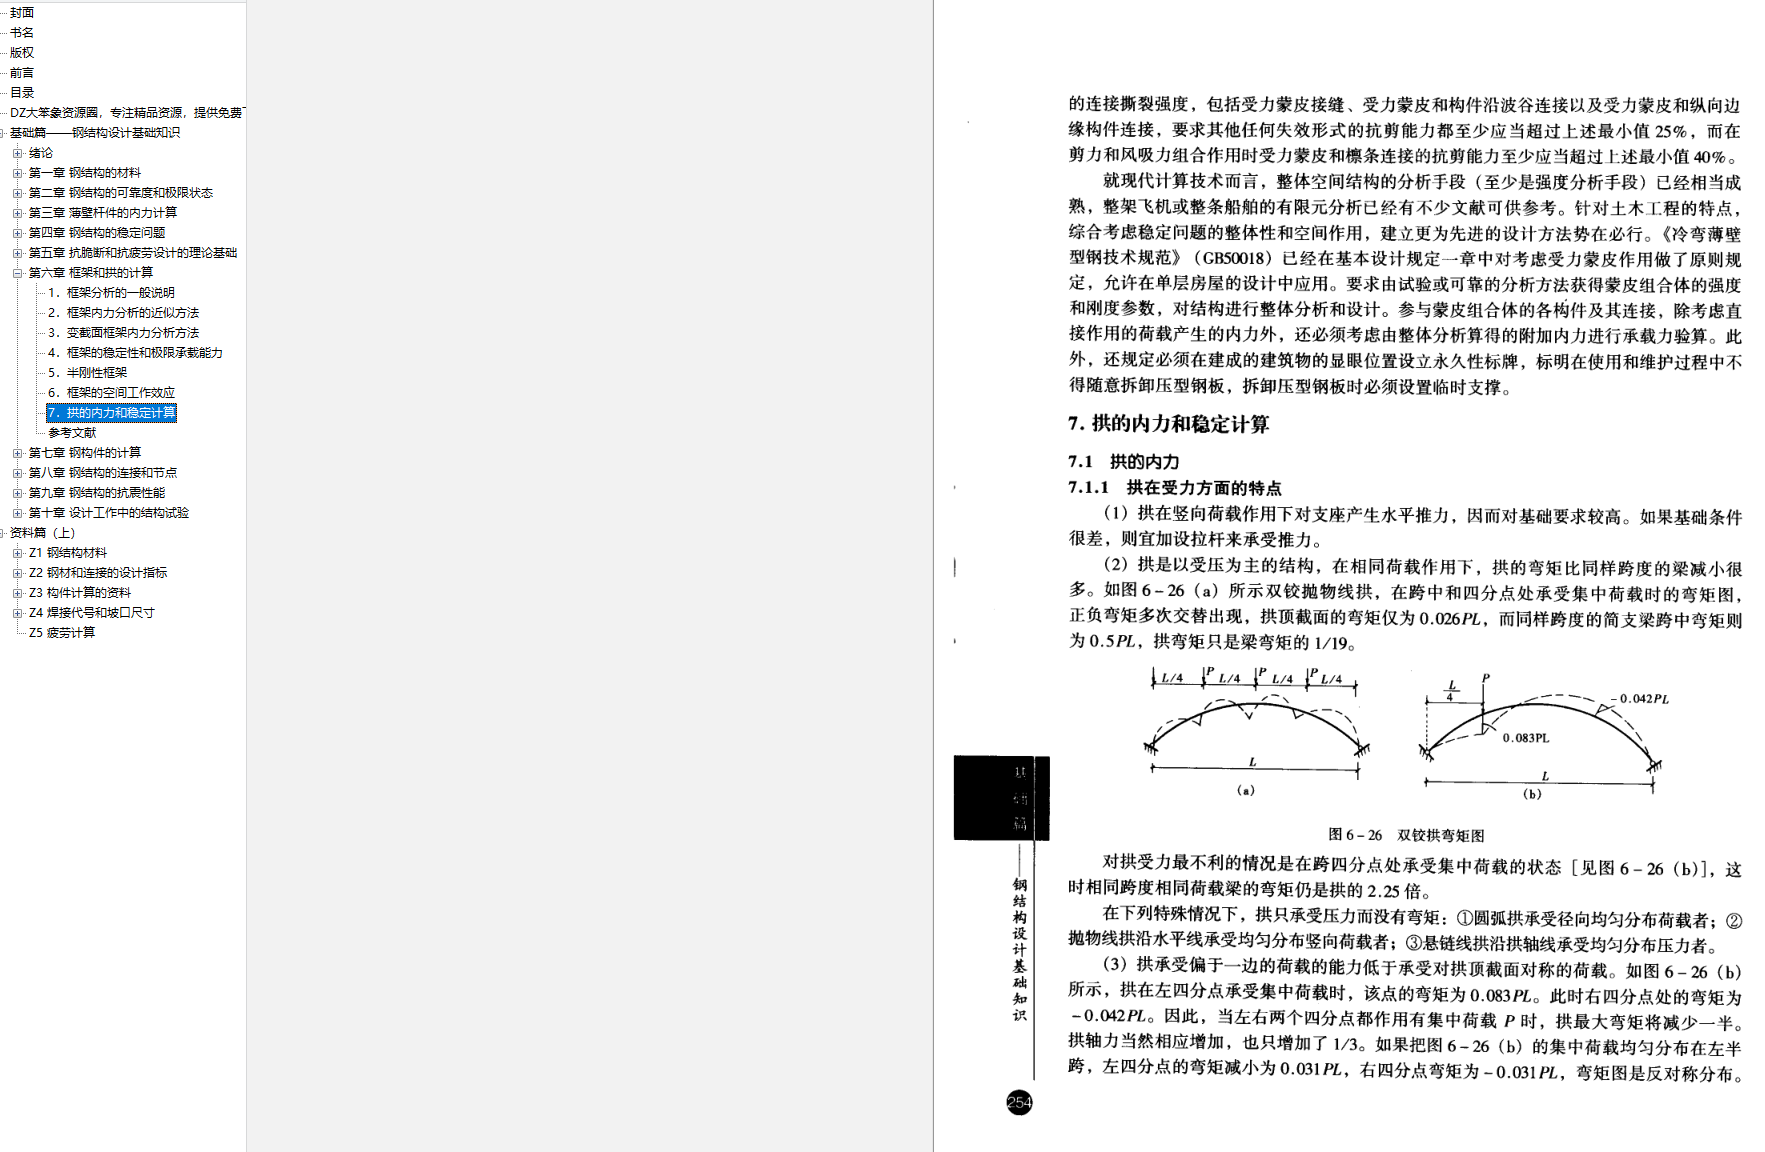 封面
书名
版权
前言
目录
DZ大笨象资源圈，专注精品资源，提供免费
基础篇——钢结构设计基础知识
绪论
第一章 钢结构的材料
第二章 钢结构的可靠度和极限状态
第三章 薄壁杆件的内力计算
第四章 钢结构的稳定问题
第五章 抗脆断和抗疲劳设计的理论基础
第六章 框架和拱的计算
1．框架分析的一般说明
2．框架内力分析的近似方法
3．变截面框架内力分析方法
4．框架的稳定性和极限承载能力
5．半刚性框架
6．框架的空间工作效应
7．拱的内力和稳定计算
参考文献
第七章 钢构件的计算
第八章 钢结构的连接和节点
第九章 钢结构的抗震性能
第十章 设计工作中的结构试验
资料篇（上）
Z1 钢结构材料
Z2 钢材和连接的设计指标
Z3 构件计算的资料
Z4 焊接代号和坡口尺寸
Z5 疲劳计算
的连接撕裂强度，包括受力蒙皮接缝、受力蒙皮和构件沿波谷连接以及受力蒙皮和纵向边
缘构件连接，要求其他任何失效形式的抗剪能力都至少应当超过上述最小值 25%，而在
剪力和风吸力组合作用时受力蒙皮和檩条连接的抗剪能力至少应当超过上述最小值 40%。
就现代计算技术而言，整体空间结构的分析手段（至少是强度分析手段）已经相当成
熟，整架飞机或整条船舶的有限元分析已经有不少文献可供参考。针对土木工程的特点，
综合考虑稳定问题的整体性和空间作用，建立更为先进的设计方法势在必行。《冷弯薄壁
型钢技术规范》（GB50018）已经在基本设计规定一章中对考虑受力蒙皮作用做了原则规
定，允许在单层房屋的设计中应用。要求由试验或可靠的分析方法获得蒙皮组合体的强度
和刚度参数，对结构进行整体分析和设计。参与蒙皮组合体的各构件及其连接，除考虑直
接作用的荷载产生的内力外，还必须考虑由整体分析算得的附加内力进行承载力验算。此
外，还规定必须在建成的建筑物的显眼位置设立永久性标牌，标明在使用和维护过程中不
得随意拆卸压型钢板，拆卸压型钢板时必须设置临时支撑。
7. 拱的内力和稳定计算
7.1 拱的内力
7.1.1 拱在受力方面的特点
（1）拱在竖向荷载作用下对支座产生水平推力，因而对基础要求较高。如果基础条件
很差，则宜加设拉杆来承受推力。
（2）拱是以受压为主的结构，在相同荷载作用下，拱的弯矩比同样跨度的梁减小很
多。如图 6－26（a）所示双铰抛物线拱，在跨中和四分点处承受集中荷载时的弯矩图，
正负弯矩多次交替出现，拱顶截面的弯矩仅为 0.026PL，而同样跨度的简支梁跨中弯矩则
为 0.5PL，拱弯矩只是梁弯矩的 1/19。
L/4 P L/4 P L/4 P L/4
L
(a)
L/4 P
-0.042PL
0.083PL
L
(b)
图 6－26 双铰拱弯矩图
对拱受力最不利的情况是在跨四分点处承受集中荷载的状态［见图 6－26（b）］，这
时相同跨度相同荷载梁的弯矩仍是拱的 2.25 倍。
在下列特殊情况下，拱只承受压力而没有弯矩：①圆弧拱承受径向均匀分布荷载者；②
抛物线拱沿水平线承受均匀分布竖向荷载者；③悬链线拱沿拱轴线承受均匀分布压力者。
（3）拱承受偏于一边的荷载的能力低于承受对拱顶截面对称的荷载。如图 6－26（b）
所示，拱在左四分点承受集中荷载时，该点的弯矩为 0.083PL。此时右四分点处的弯矩为
－0.042PL。因此，当左右两个四分点都作用有集中荷载 P 时，拱最大弯矩将减少一半。
拱轴力当然相应增加，也只增加了 1/3。如果把图 6－26（b）的集中荷载均匀分布在左半
跨，左四分点的弯矩减小为 0.031PL，右四分点弯矩为－0.031PL，弯矩图是反对称分布。
——钢结构设计基础知识
254